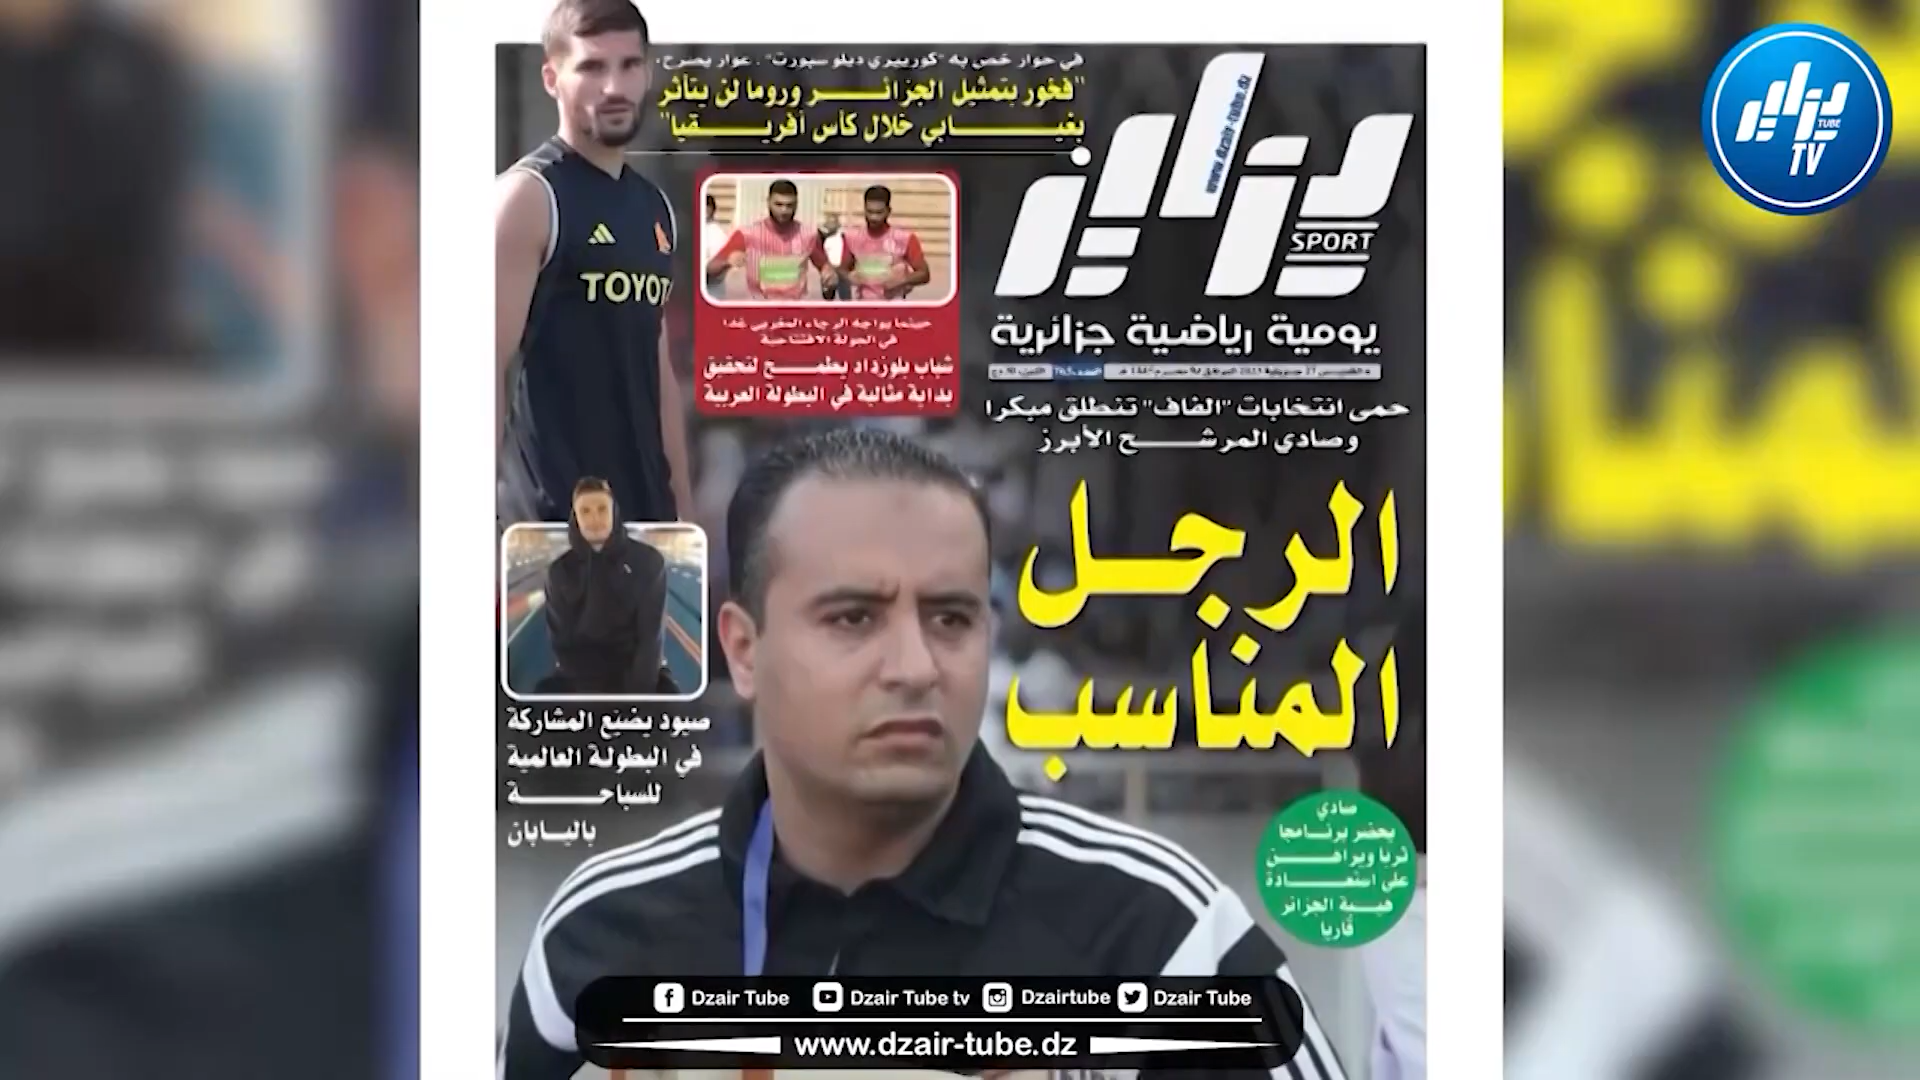 في حوار خص به "كورييري ديلو سبورت".. عوار يصرح:
"فخور بتمثيل الجزائر وروما لن يتأثر
بغيابي خلال كأس أفريقيا"
www.dzair-tube.dz
دزاير
SPORT
يومية رياضية جزائرية
دزاير
TUBE
TV
TOYOT
حينما يواجه الرجاء المغربي غدا
في الجولة الافتتاحية
شباب بلوزداد يطمح لتحقيق
بداية مثالية في البطولة العربية
حمى انتخابات "الفاف" تنطلق مبكرا
وصادي المرشح الأبرز
الرجل
المناسب
صيود يضيع المشاركة
في البطولة العالمية
للسباحة
باليابان
صادي
يحضر برنامجا
ثريا ويراهن
على استعادة
هيبة الجزائر
قاريا
Dzair Tube
Dzair Tube tv
Dzairtube
Dzair Tube
www.dzair-tube.dz